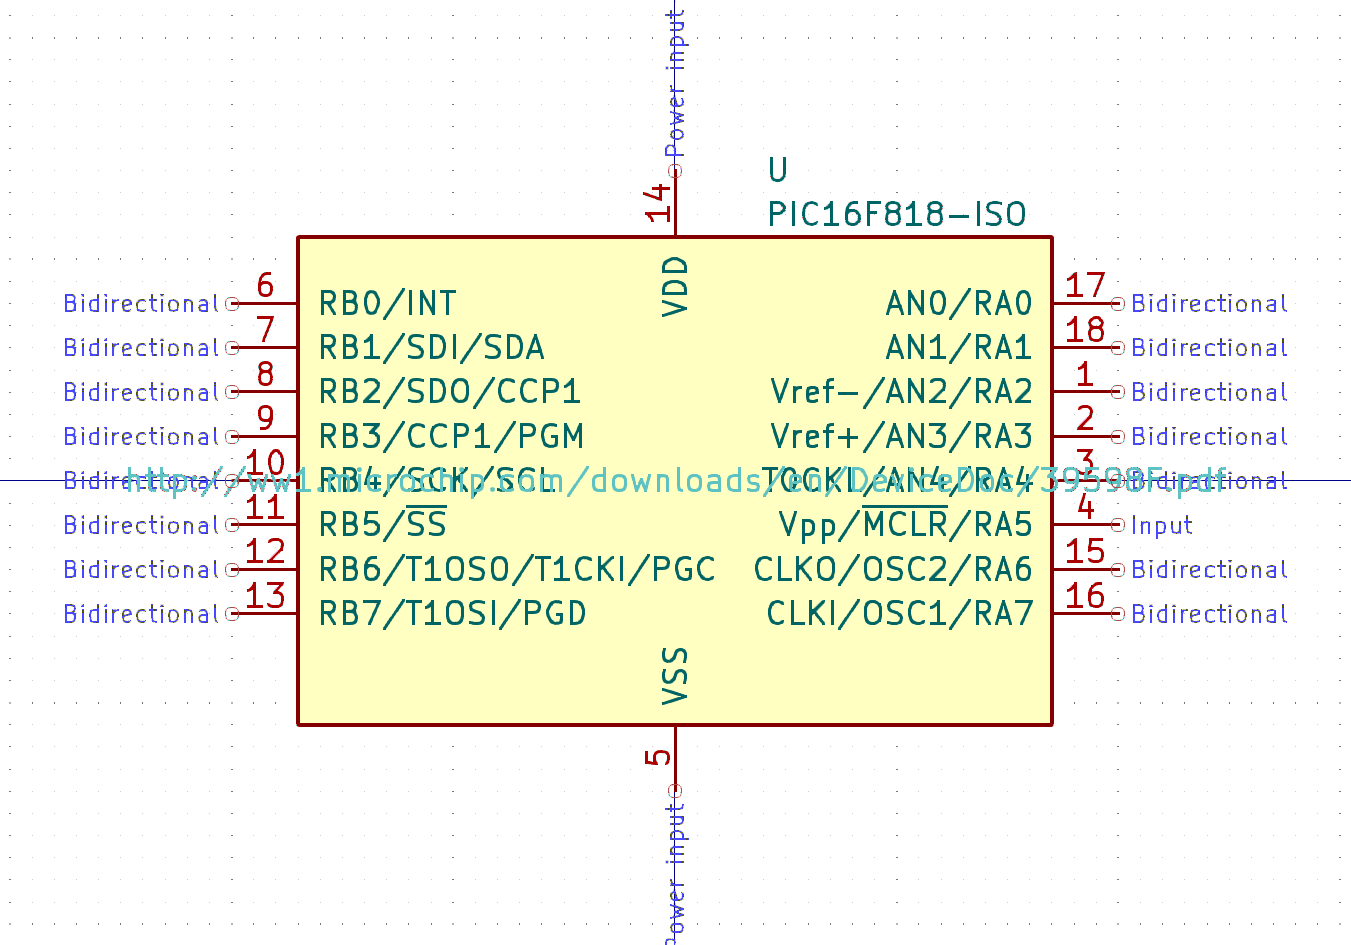 Power input
14
U
PIC16F818-ISO
VDD
Bidirectional 6 RB0/INT AN0/RA0 17 Bidirectional
Bidirectional 7 RB1/SDI/SDA AN1/RA1 18 Bidirectional
Bidirectional 8 RB2/SDO/CCP1 Vref-/AN2/RA2 1 Bidirectional
Bidirectional 9 RB3/CCP1/PGM Vref+/AN3/RA3 2 Bidirectional
Bidirectional 10 RB4/SCK/SCL T0CKI/AN4/RA4 3 Bidirectional
http://ww1.microchip.com/downloads/en/DeviceDoc/39598F.pdf
Bidirectional 11 RB5/SS Vpp/MCLR/RA5 4 Input
Bidirectional 12 RB6/T1OSO/T1CKI/PGC CLKO/OSC2/RA6 15 Bidirectional
Bidirectional 13 RB7/T1OSI/PGD CLKI/OSC1/RA7 16 Bidirectional
VSS
5
Power input